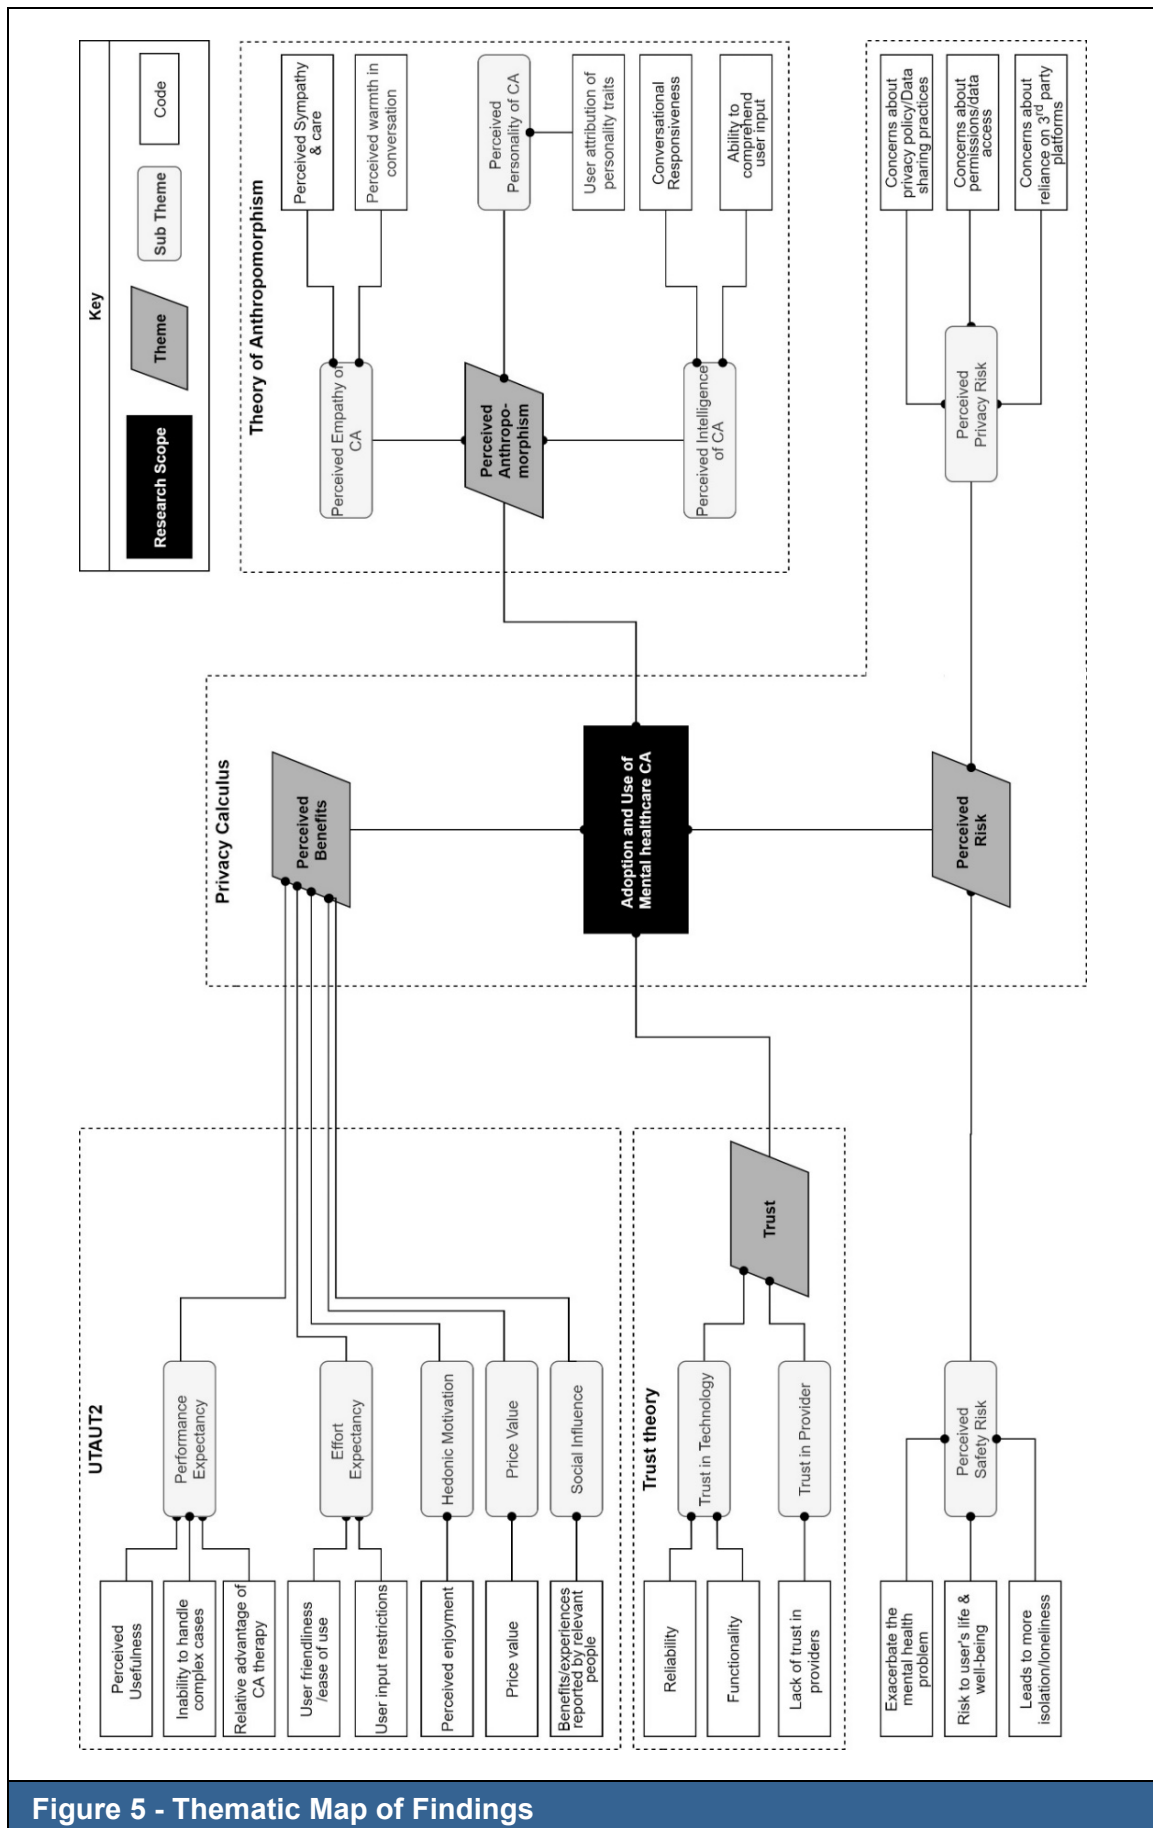 Key
Research Scope
Theme
Sub Theme
Code
UTAUT2
Perceived
Usefulness
Inability to handle
complex cases
Relative advantage of
CA therapy
Performance
Expectancy
User friendliness
/ease of use
User input restrictions
Effort
Expectancy
Perceived enjoyment
Hedonic Motivation
Price value
Price Value
Benefits/experiences
reported by relevant
people
Social Influence
Trust theory
Reliability
Functionality
Trust in Technology
Lack of trust in
providers
Trust in Provider
Trust
Exacerbate the
mental health
problem
Risk to user's life &
well-being
Leads to more
isolation/loneliness
Perceived
Safety Risk
Privacy Calculus
Perceived
Benefits
Adoption and Use of
Mental healthcare CA
Perceived
Risk
Theory of Anthropomorphism
Perceived Empathy of
CA
Perceived Sympathy
& care
Perceived warmth in
conversation
Perceived
Anthropo-
morphism
Perceived
Personality of CA
User attribution of
personality traits
Perceived Intelligence
of CA
Conversational
Responsiveness
Ability to
comprehend
user input
Perceived
Privacy Risk
Concerns about
privacy policy/Data
sharing practices
Concerns about
permissions/data
access
Concerns about
reliance on 3rd party
platforms
Figure 5 - Thematic Map of Findings